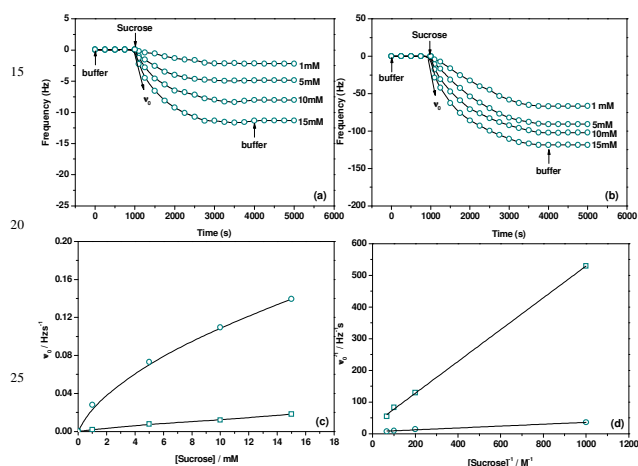 15
20
25
5
0
-5
-10
-15
-20
-25
Frequency (Hz)
0 1000 2000 3000 4000 5000 6000
Time (s)
Sucrose
buffer
ν₀
1mM
5mM
10mM
15mM
buffer
(a)
50
0
-50
-100
-150
-200
Frequency (Hz)
0 1000 2000 3000 4000 5000 6000
Time (s)
Sucrose
buffer
ν₀
1 mM
5mM
10mM
15mM
buffer
(b)
0.20
0.16
0.12
0.08
0.04
0.00
ν₀ / Hzs⁻¹
0 2 4 6 8 10 12 14 16 18
[Sucrose] / mM
(c)
600
500
400
300
200
100
0
ν₀⁻¹ / Hz⁻¹s
0 200 400 600 800 1000 1200
[Sucrose]⁻¹ / M⁻¹
(d)